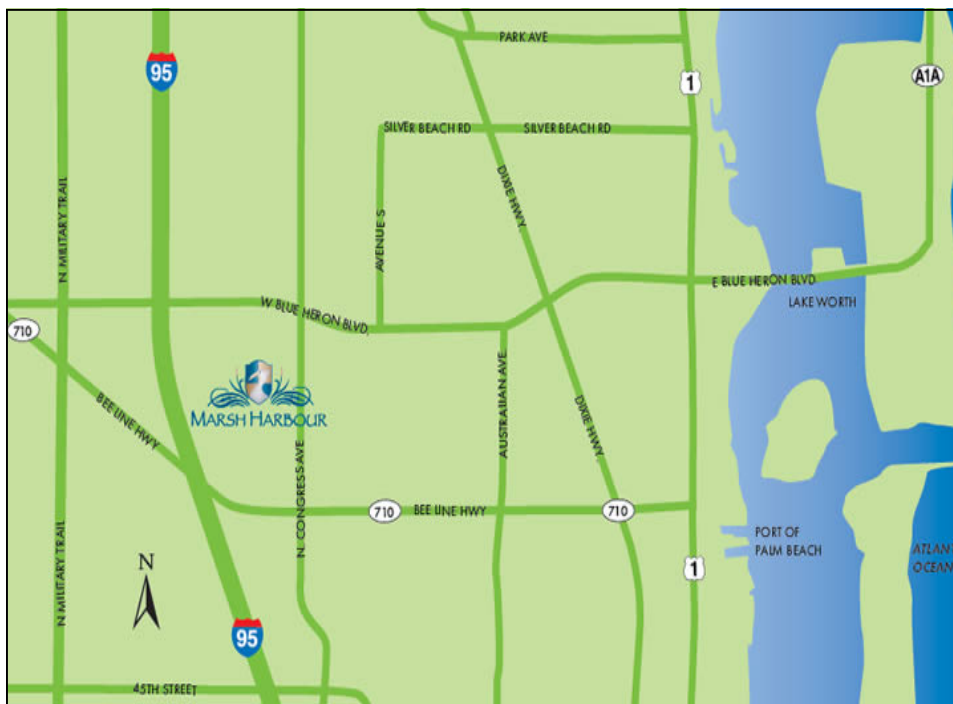 PARK AVE
95
1
A1A
SILVER BEACH RD
SILVER BEACH RD
N MILITARY TRAIL
DIXIE HWY.
AVENUE S
E BLUE HERON BLVD
W BLUE HERON BLVD.
LAKE WORTH
710
MARSH HARBOUR
BEE LINE HWY
AUSTRALIAN AVE
DIXIE HWY.
N. CONGRESS AVE
710
BEE LINE HWY
710
PORT OF
PALM BEACH
ATLAN
OCEAN
N MILITARY TRAIL
N
1
95
45TH STREET